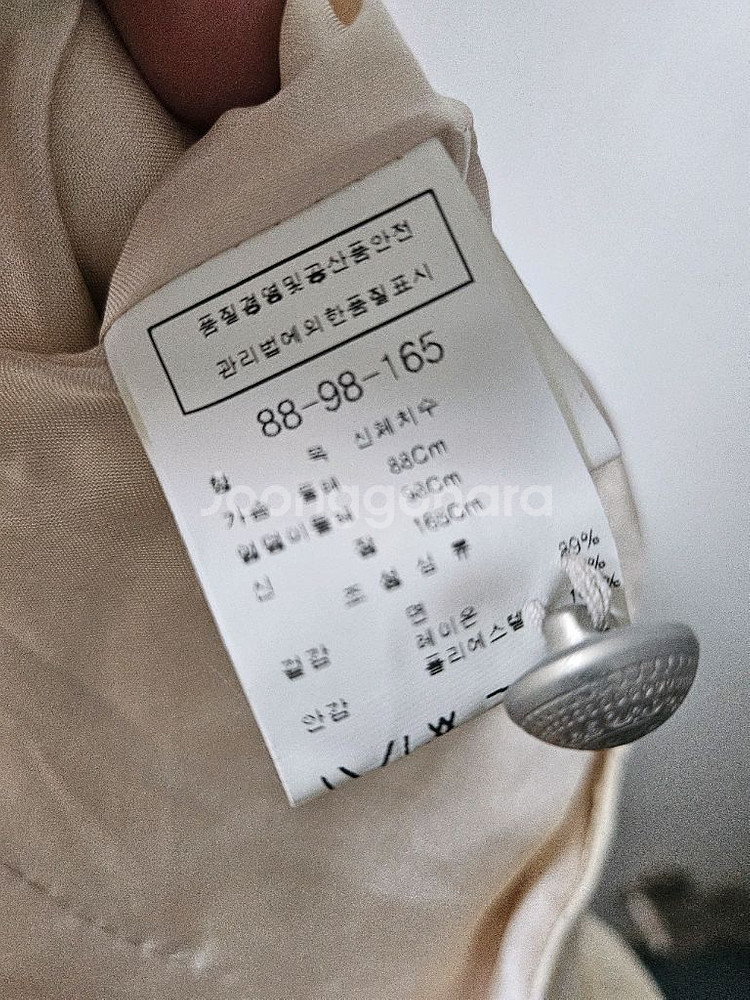 품질경영및공산품안전
관리법에의한품질표시
88-98-165
항 목 신체치수
가슴 둘레 88Cm
엉덩이둘레 98Cm
신 장 165Cm
조 성 섬 유
겉감 면
레이온
안감 폴리에스텔
Joonggonara